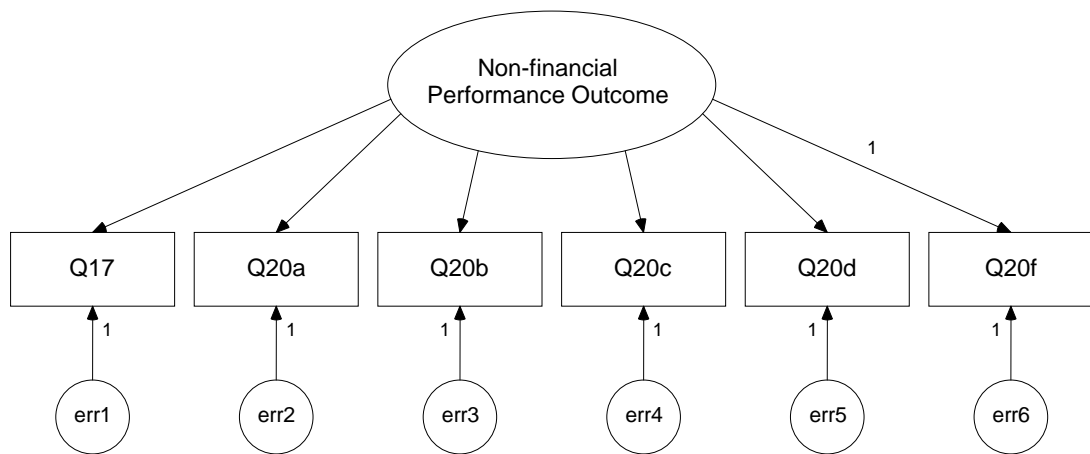 Non-financial
Performance Outcome
1
Q17 Q20a Q20b Q20c Q20d Q20f
1 1 1 1 1 1
err1 err2 err3 err4 err5 err6